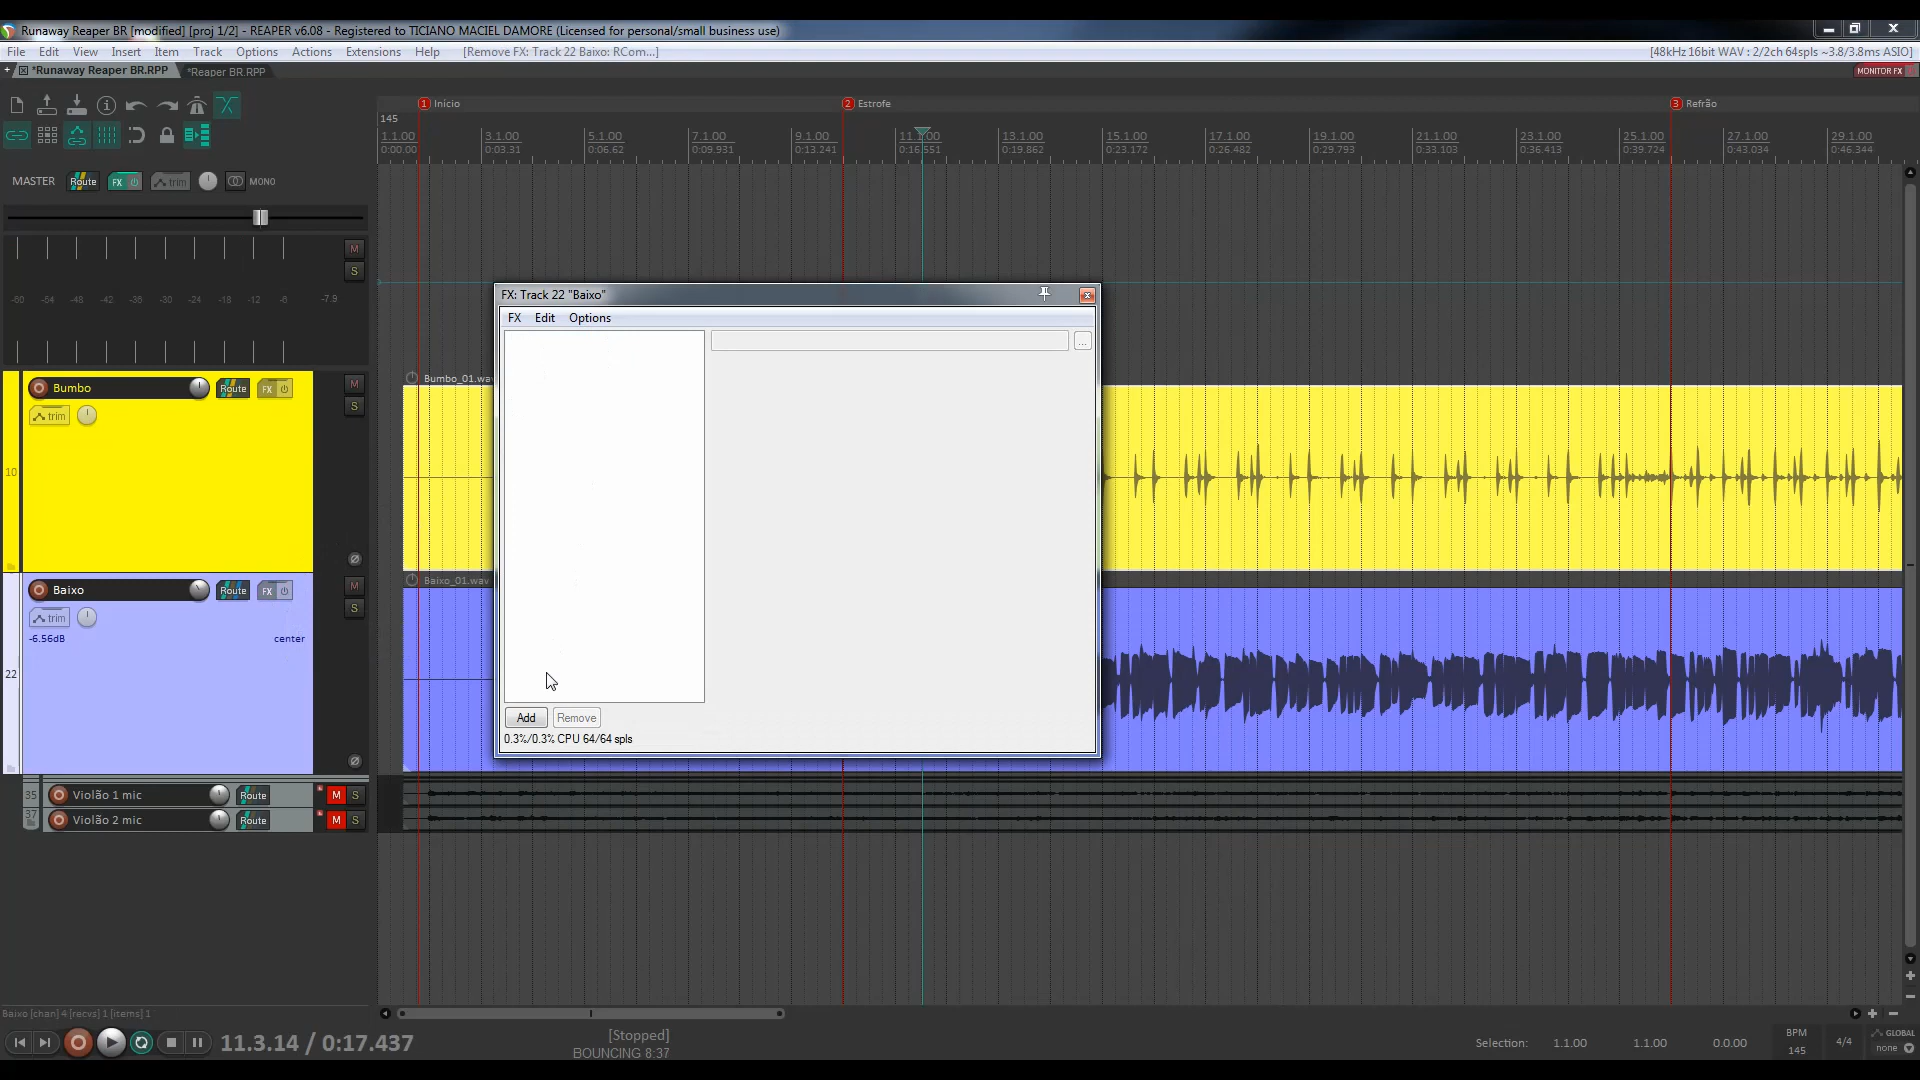 Runaway Reaper BR [modified] [proj 1/2] - REAPER v6.08 - Registered to TICIANO MACIEL DAMORE (Licensed for personal/small business use)
File Edit View Insert Item Track Options Actions Extensions Help [Remove FX: Track 22 Baixo: RCom...] [48kHz 16bit WAV : 2/2ch 64spls ~3.8/3.8ms ASIO]
*Runaway Reaper BR.RPP *Reaper BR.RPP MONITOR FX
1 Início 2 Estrofe 3 Refrão
145
1.1.00 3.1.00 5.1.00 7.1.00 9.1.00 11.1.00 13.1.00 15.1.00 17.1.00 19.1.00 21.1.00 23.1.00 25.1.00 27.1.00 29.1.00
0:00.00 0:03.31 0:06.62 0:09.931 0:13.241 0:16.551 0:19.862 0:23.172 0:26.482 0:29.793 0:33.103 0:36.413 0:39.724 0:43.034 0:46.344
MASTER Route FX trim MONO
M
S
-60 -54 -48 -42 -36 -30 -24 -18 -12 -6 -7.9
FX: Track 22 "Baixo"
FX Edit Options
...
Bumbo Route FX M
Bumbo_01.wav
trim S
10
Baixo Route FX M
Baixo_01.wav
trim S
-6.56dB center
22
Add Remove
0.3%/0.3% CPU 64/64 spls
35 Violão 1 mic Route M S
37 Violão 2 mic Route M S
Baixo [chan] 4 [recvs] 1 [items] 1
11.3.14 / 0:17.437
[Stopped]
BOUNCING 8:37
Selection: 1.1.00 1.1.00 0.0.00
BPM
145
4/4
GLOBAL
none